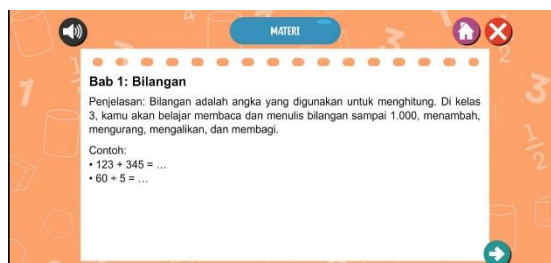 MATERI
Bab 1: Bilangan
Penjelasan: Bilangan adalah angka yang digunakan untuk menghitung. Di kelas
3, kamu akan belajar membaca dan menulis bilangan sampai 1.000, menambah,
mengurang, mengalikan, dan membagi.
Contoh:
• 123 + 345 = …
• 60 ÷ 5 = …